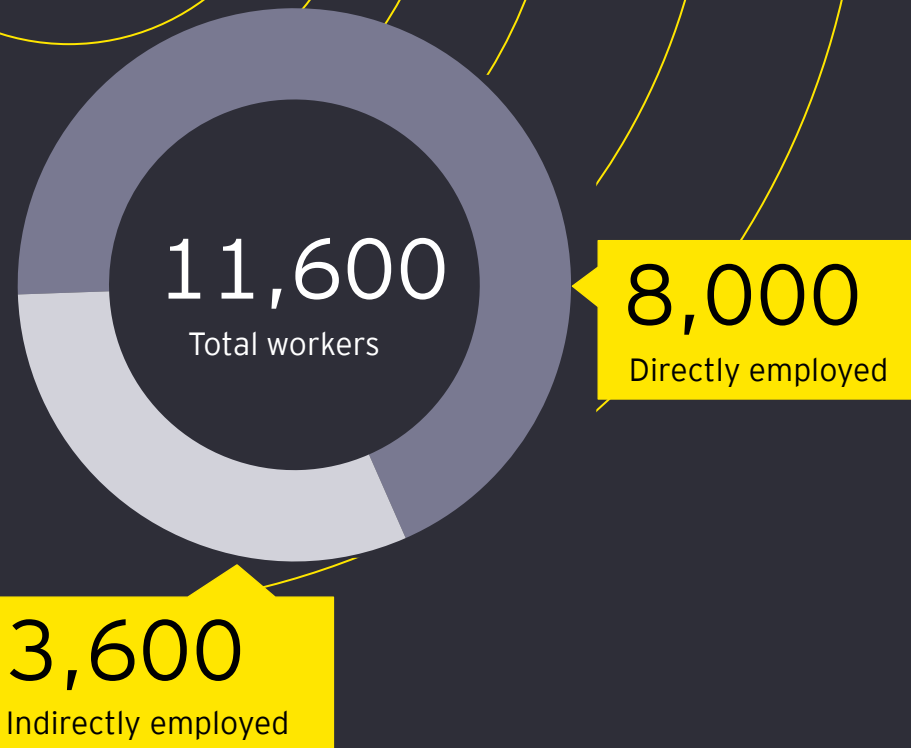 11,600
Total workers
8,000
Directly employed
3,600
Indirectly employed